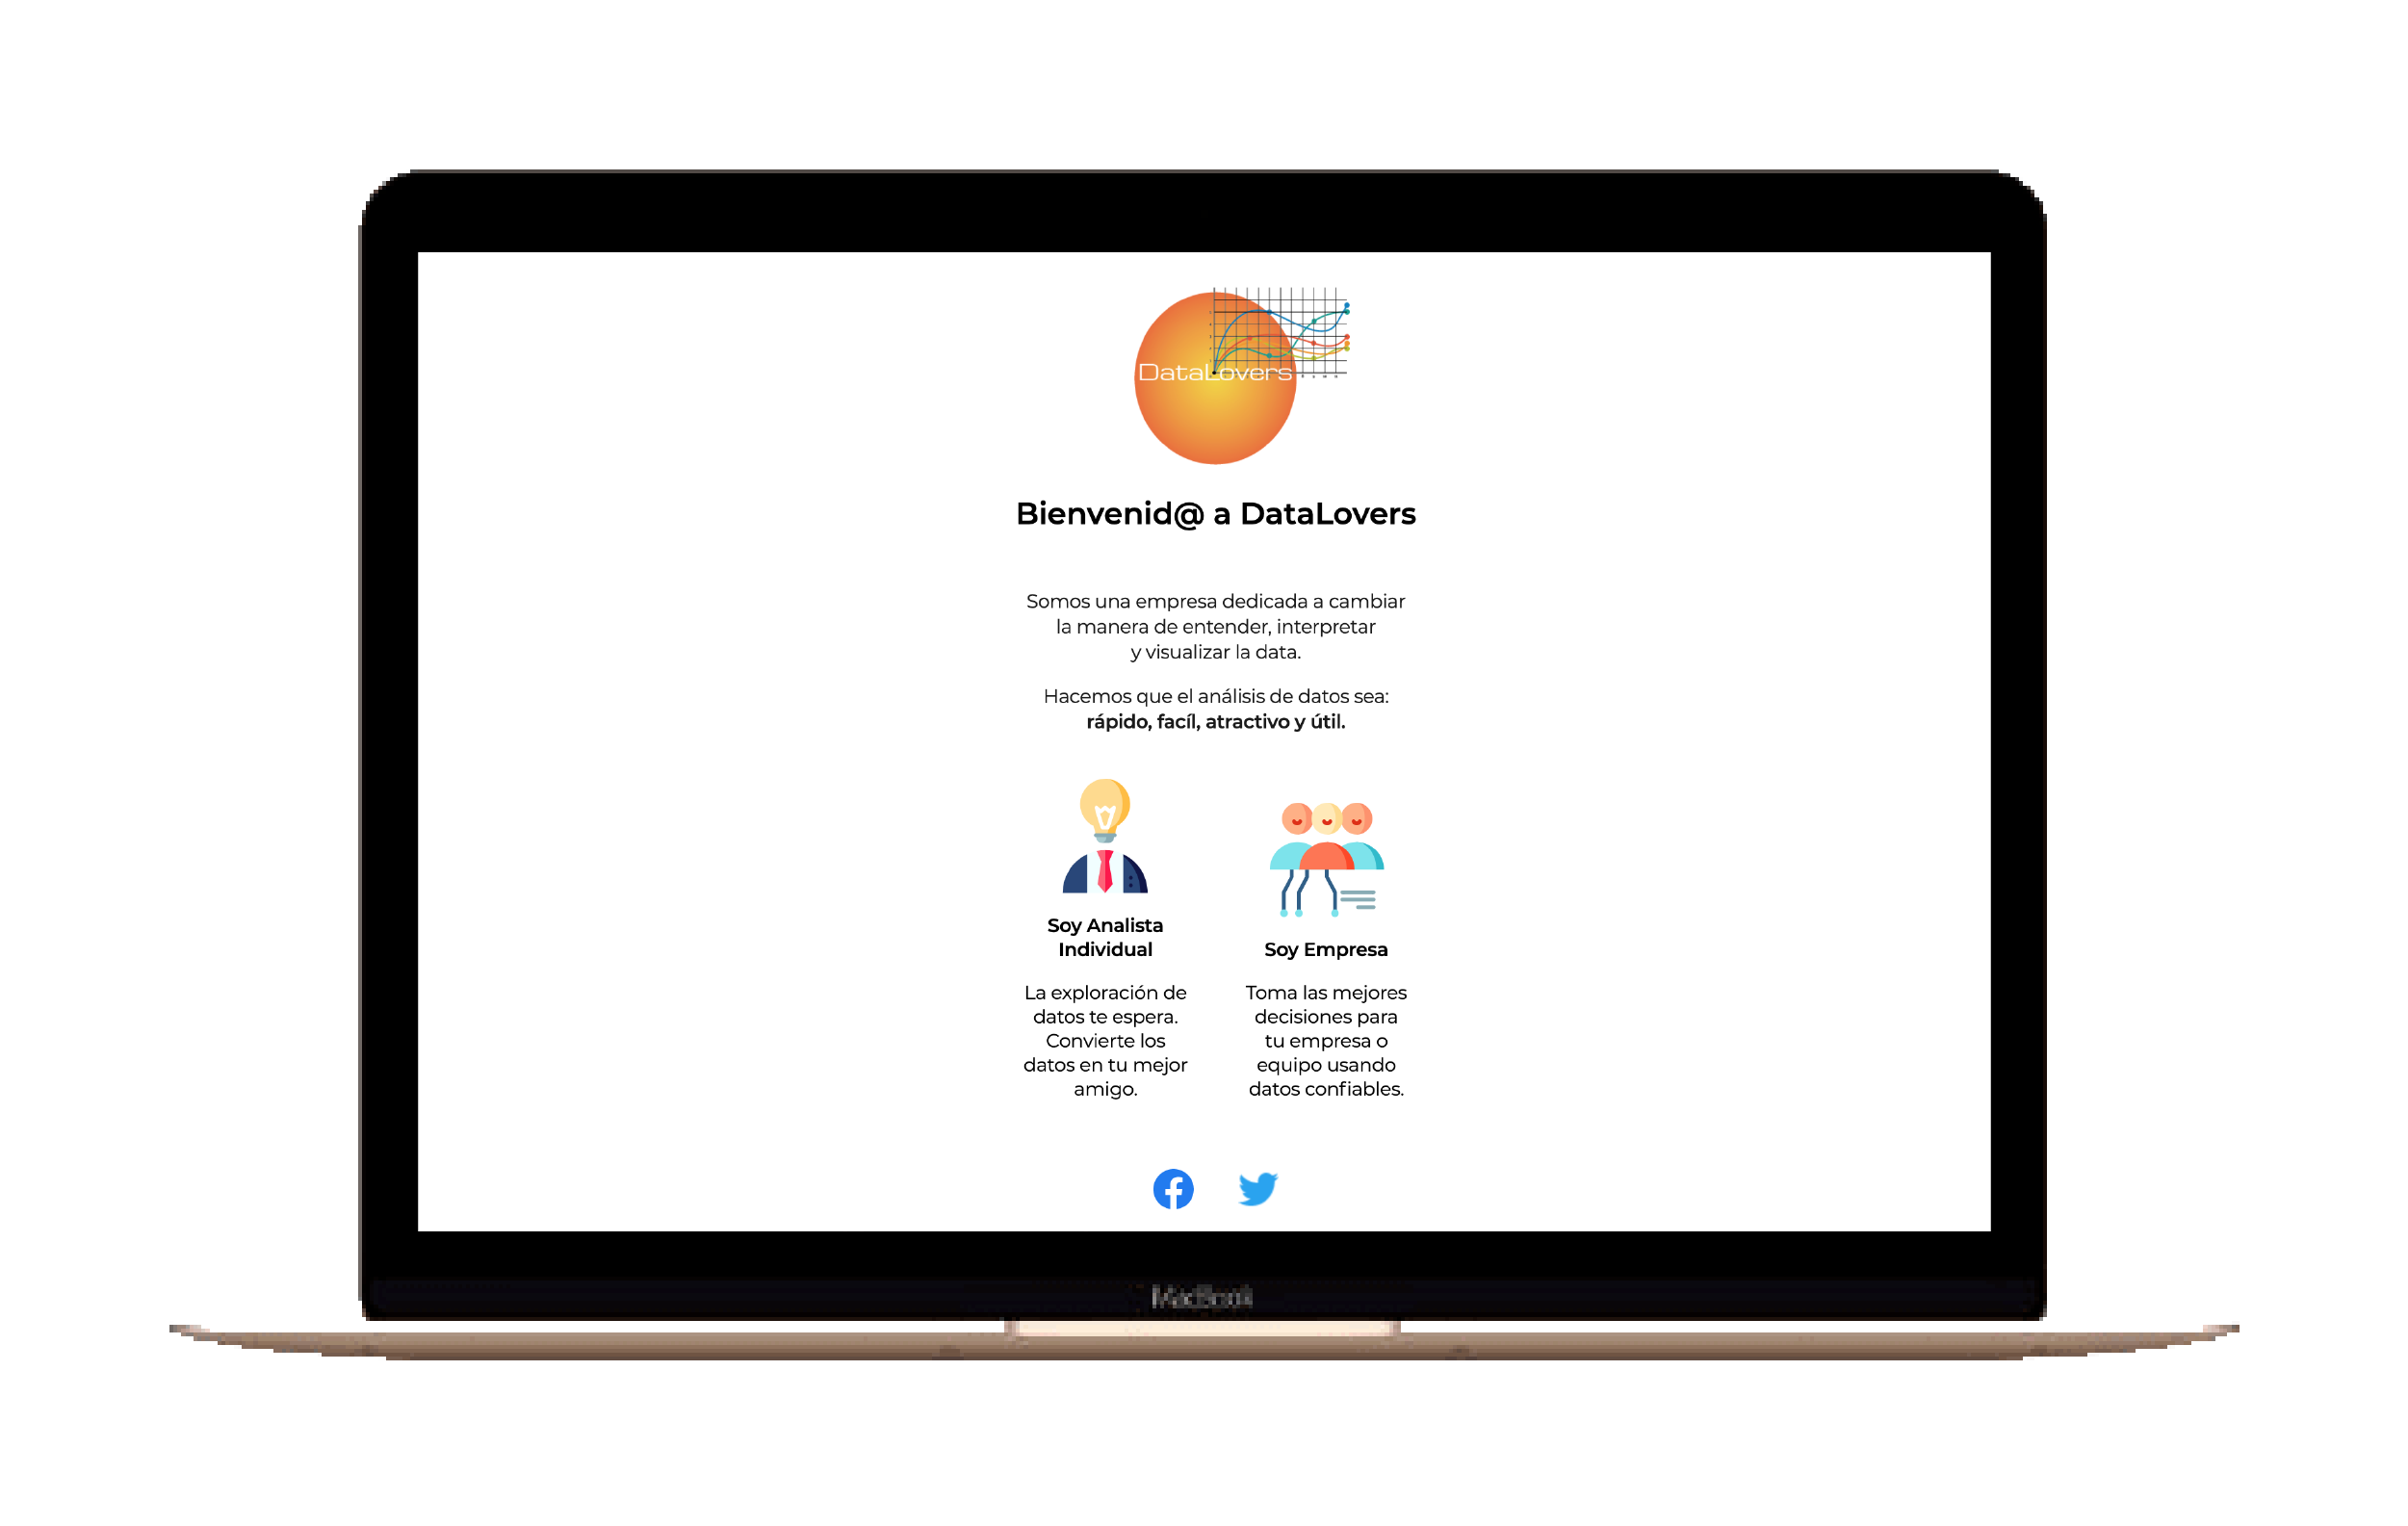 DataLovers
Bienvenid@ a DataLovers
Somos una empresa dedicada a cambiar
la manera de entender, interpretar
y visualizar la data.
Hacemos que el análisis de datos sea:
rápido, facíl, atractivo y útil.
Soy Analista
Individual
La exploración de
datos te espera.
Convierte los
datos en tu mejor
amigo.
Soy Empresa
Toma las mejores
decisiones para
tu empresa o
equipo usando
datos confiables.
MacBook